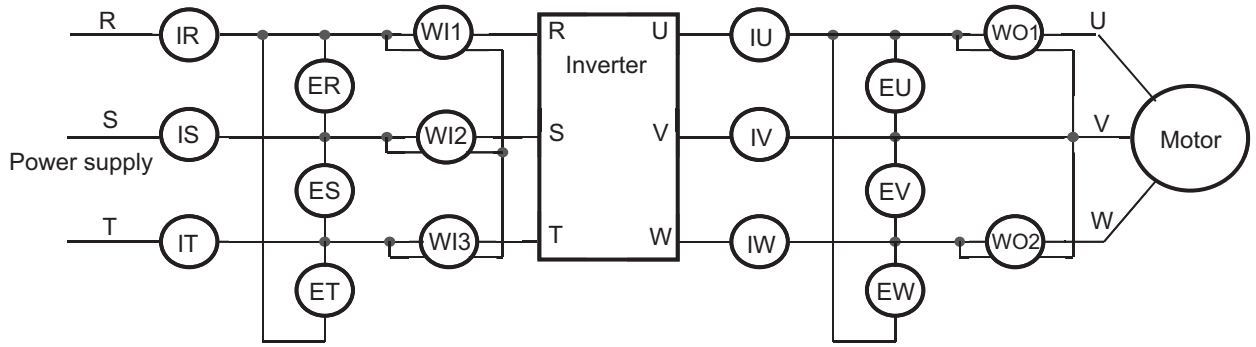 R IR WI1 R U IU WO1 U
Inverter
ER EU
S IS WI2 S V IV V Motor
Power supply
ES EV
T IT WI3 T W IW WO2 W
ET EW